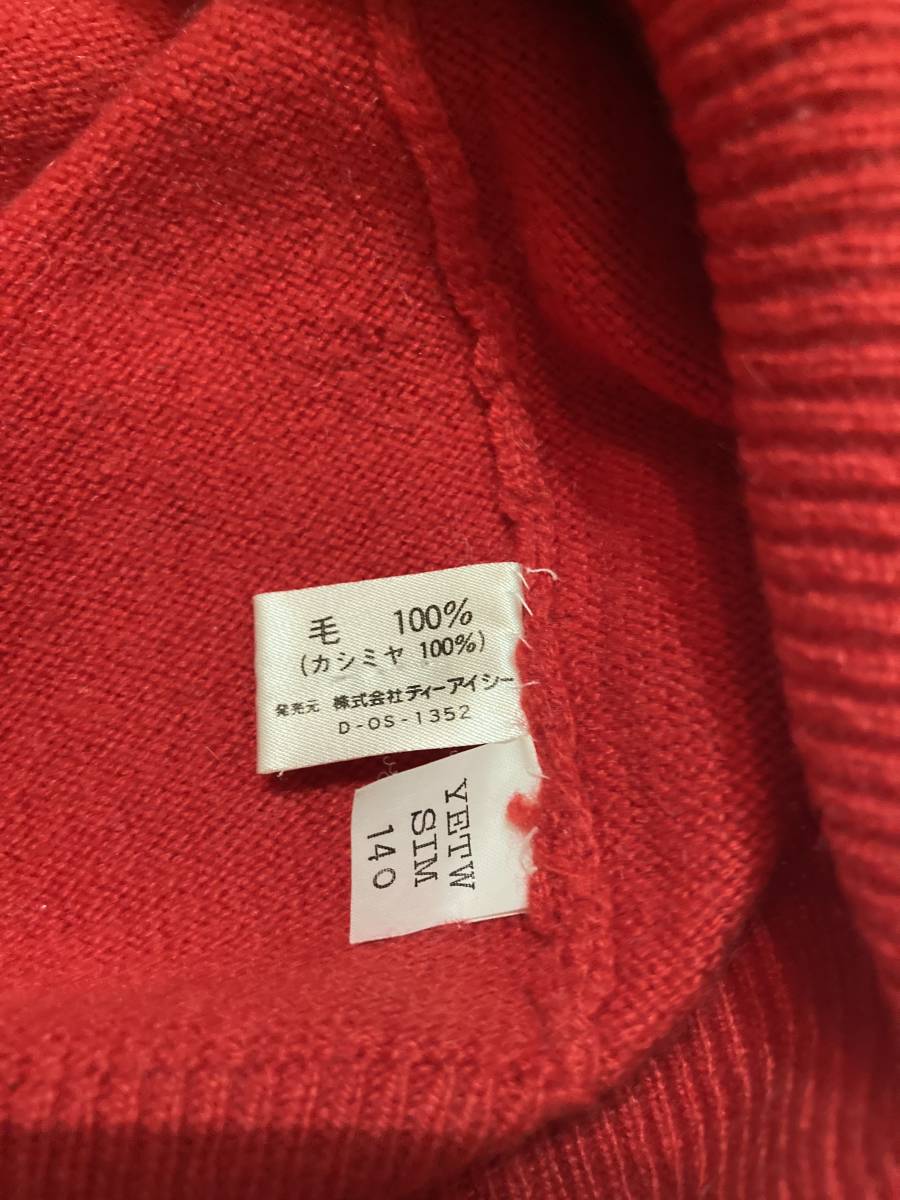 毛 100%
(カシミヤ 100%)
発売元 株式会社ティーアイシー
D-OS-1352
YETW
SIM
140